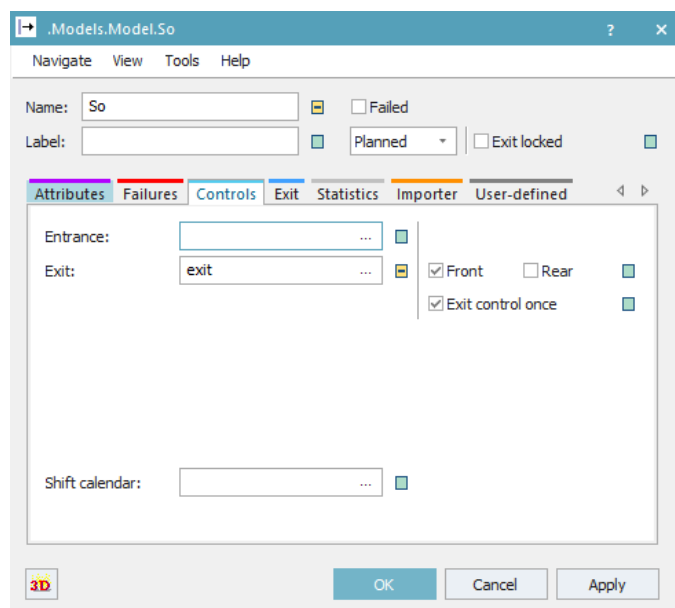 .Models.Model.So ? ×
Navigate View Tools Help
Name: So Failed
Label: Planned Exit locked
Attributes Failures Controls Exit Statistics Importer User-defined
Entrance: ...
Exit: exit ... Front Rear
Exit control once
Shift calendar: ...
3D OK Cancel Apply